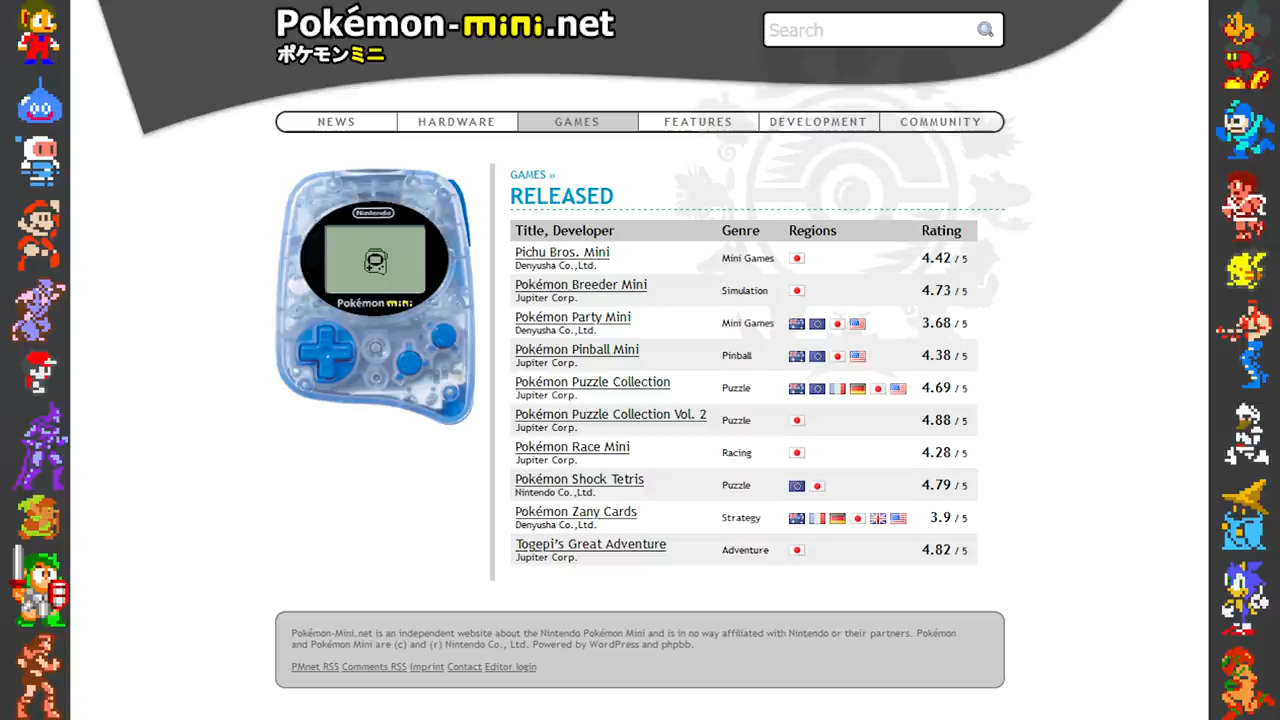 Pokémon-mini.net
ポケモンミニ
Search
NEWS HARDWARE GAMES FEATURES DEVELOPMENT COMMUNITY
Nintendo
Pokémon mini
GAMES »
RELEASED
Title, Developer Genre Regions Rating
Pichu Bros. Mini
Denyusha Co.,Ltd.
Mini Games 4.42 / 5
Pokémon Breeder Mini
Jupiter Corp.
Simulation 4.73 / 5
Pokémon Party Mini
Denyusha Co.,Ltd.
Mini Games 3.68 / 5
Pokémon Pinball Mini
Jupiter Corp.
Pinball 4.38 / 5
Pokémon Puzzle Collection
Jupiter Corp.
Puzzle 4.69 / 5
Pokémon Puzzle Collection Vol. 2
Jupiter Corp.
Puzzle 4.88 / 5
Pokémon Race Mini
Jupiter Corp.
Racing 4.28 / 5
Pokémon Shock Tetris
Nintendo Co.,Ltd.
Puzzle 4.79 / 5
Pokémon Zany Cards
Denyusha Co.,Ltd.
Strategy 3.9 / 5
Togepi's Great Adventure
Jupiter Corp.
Adventure 4.82 / 5
Pokémon-Mini.net is an independent website about the Nintendo Pokémon Mini and is in no way affiliated with Nintendo or their partners. Pokémon
and Pokémon Mini are (c) and (r) Nintendo Co., Ltd. Powered by WordPress and phpbb.
PMnet RSS Comments RSS Imprint Contact Editor login